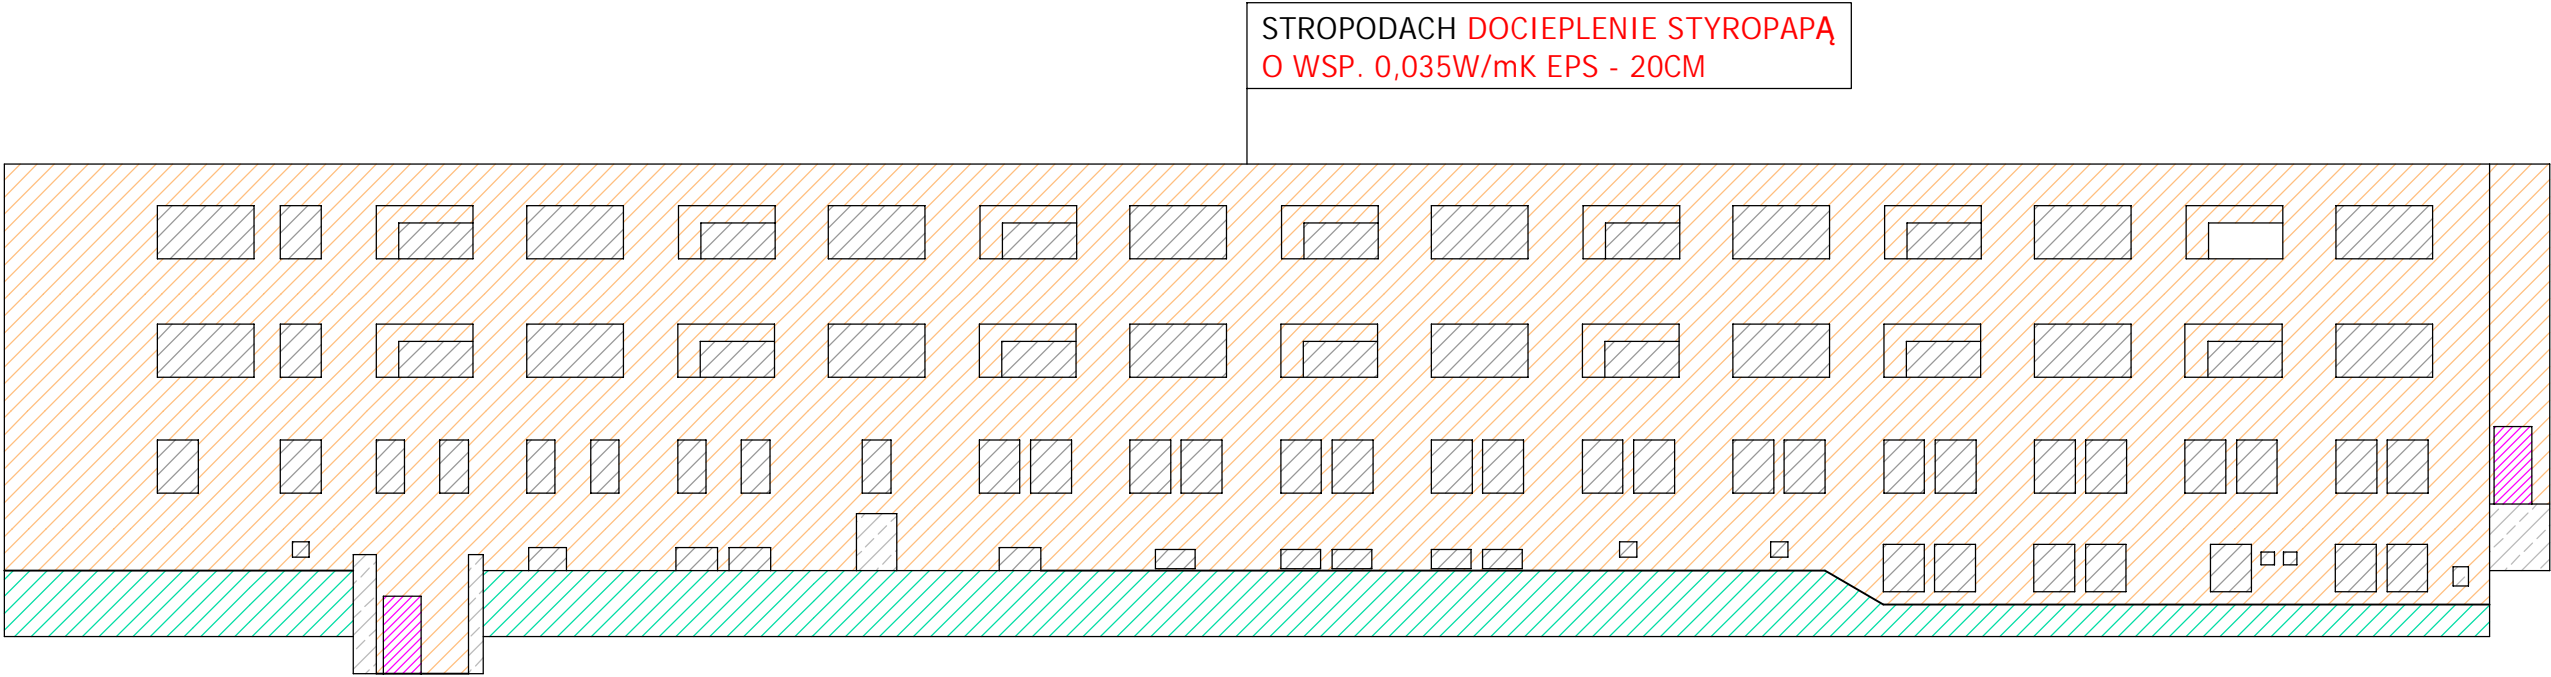 STROPODACH DOCIEPLENIE STYROPAPĄ
O WSP. 0,035W/mK EPS - 20CM